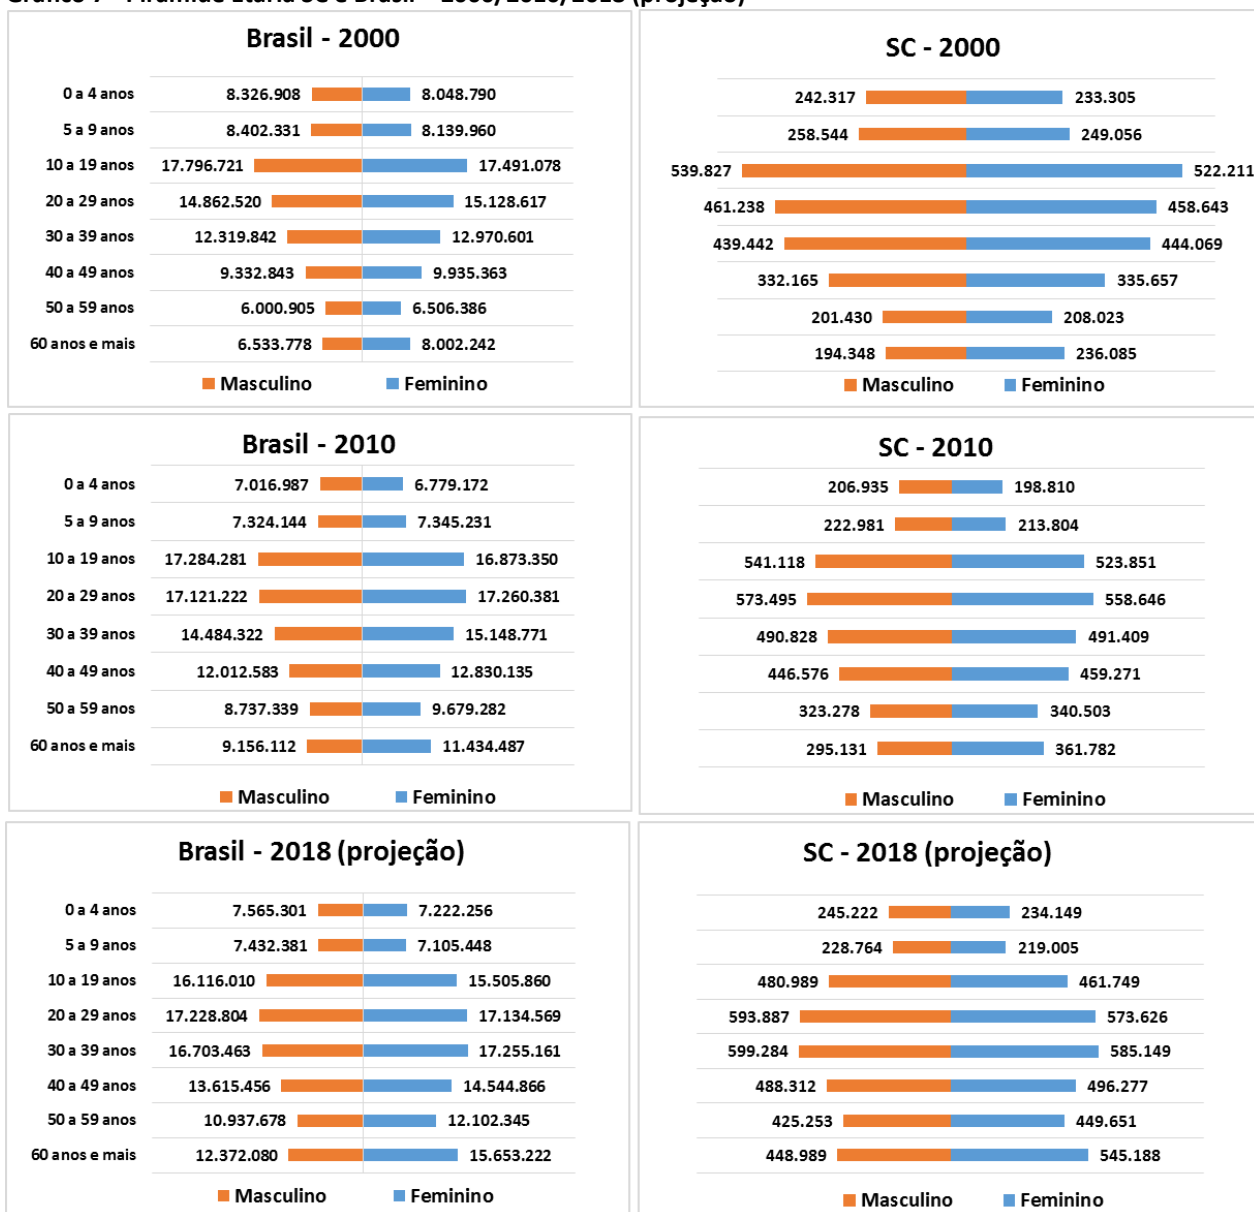 Gráfico 7 - Pirâmide Etária SC e Brasil – 2000/2010/2018 (projeção)
Brasil - 2000
0 a 4 anos 8.326.908 8.048.790
5 a 9 anos 8.402.331 8.139.960
10 a 19 anos 17.796.721 17.491.078
20 a 29 anos 14.862.520 15.128.617
30 a 39 anos 12.319.842 12.970.601
40 a 49 anos 9.332.843 9.935.363
50 a 59 anos 6.000.905 6.506.386
60 anos e mais 6.533.778 8.002.242
Masculino Feminino
SC - 2000
242.317 233.305
258.544 249.056
539.827 522.211
461.238 458.643
439.442 444.069
332.165 335.657
201.430 208.023
194.348 236.085
Masculino Feminino
Brasil - 2010
0 a 4 anos 7.016.987 6.779.172
5 a 9 anos 7.324.144 7.345.231
10 a 19 anos 17.284.281 16.873.350
20 a 29 anos 17.121.222 17.260.381
30 a 39 anos 14.484.322 15.148.771
40 a 49 anos 12.012.583 12.830.135
50 a 59 anos 8.737.339 9.679.282
60 anos e mais 9.156.112 11.434.487
Masculino Feminino
SC - 2010
206.935 198.810
222.981 213.804
541.118 523.851
573.495 558.646
490.828 491.409
446.576 459.271
323.278 340.503
295.131 361.782
Masculino Feminino
Brasil - 2018 (projeção)
0 a 4 anos 7.565.301 7.222.256
5 a 9 anos 7.432.381 7.105.448
10 a 19 anos 16.116.010 15.505.860
20 a 29 anos 17.228.804 17.134.569
30 a 39 anos 16.703.463 17.255.161
40 a 49 anos 13.615.456 14.544.866
50 a 59 anos 10.937.678 12.102.345
60 anos e mais 12.372.080 15.653.222
Masculino Feminino
SC - 2018 (projeção)
245.222 234.149
228.764 219.005
480.989 461.749
593.887 573.626
599.284 585.149
488.312 496.277
425.253 449.651
448.989 545.188
Masculino Feminino